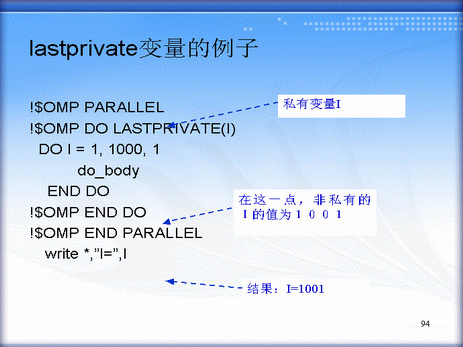 lastprivate变量的例子
!$OMP PARALLEL
私有变量I
!$OMP DO LASTPRIVATE(I)
DO I = 1, 1000, 1
do_body
END DO
在这一点，非私有的
I 的值为 1 0 0 1
!$OMP END DO
!$OMP END PARALLEL
write *,”I=”,I
结果：I=1001
94